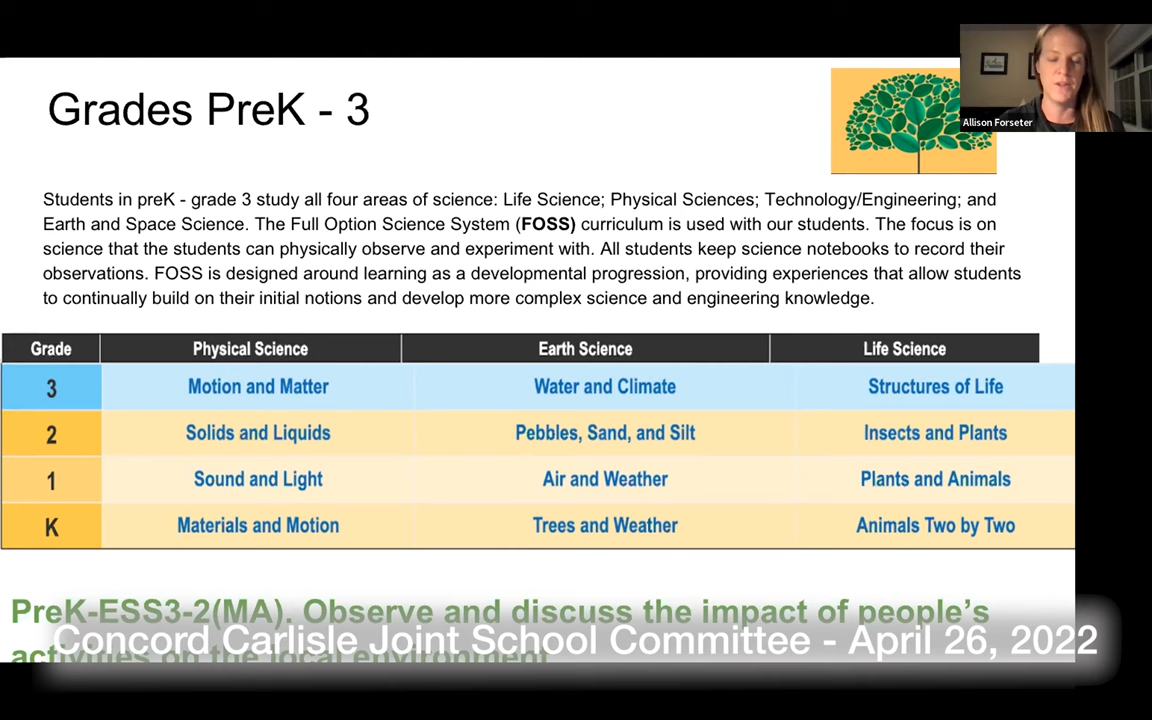 Grades PreK - 3
Allison Forseter
Students in preK - grade 3 study all four areas of science: Life Science; Physical Sciences; Technology/Engineering; and
Earth and Space Science. The Full Option Science System (FOSS) curriculum is used with our students. The focus is on
science that the students can physically observe and experiment with. All students keep science notebooks to record their
observations. FOSS is designed around learning as a developmental progression, providing experiences that allow students
to continually build on their initial notions and develop more complex science and engineering knowledge.
Grade Physical Science Earth Science Life Science
3 Motion and Matter Water and Climate Structures of Life
2 Solids and Liquids Pebbles, Sand, and Silt Insects and Plants
1 Sound and Light Air and Weather Plants and Animals
K Materials and Motion Trees and Weather Animals Two by Two
PreK-ESS3-2(MA). Observe and discuss the impact of people's
activities on the local environment
Concord Carlisle Joint School Committee - April 26, 2022